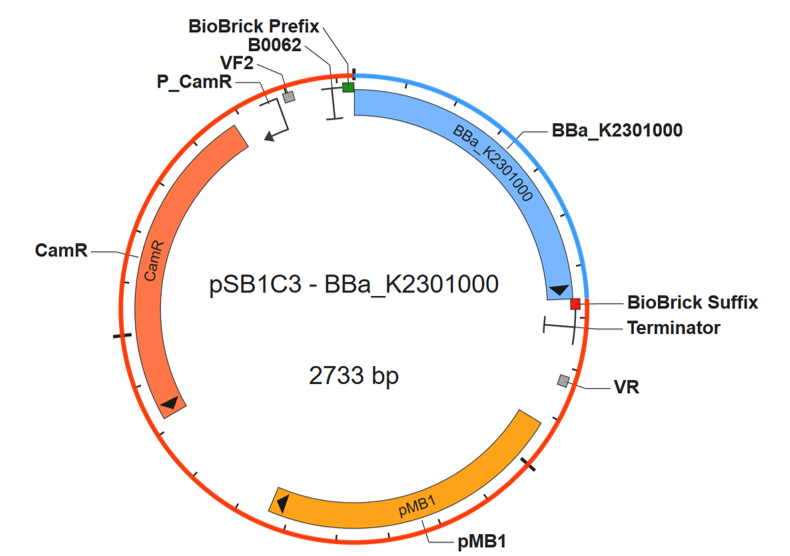 BioBrick Prefix
B0062
VF2
P_CamR
BBa_K2301000
BBa_K2301000
CamR
CamR
pSB1C3 - BBa_K2301000
BioBrick Suffix
Terminator
2733 bp
VR
pMB1
pMB1